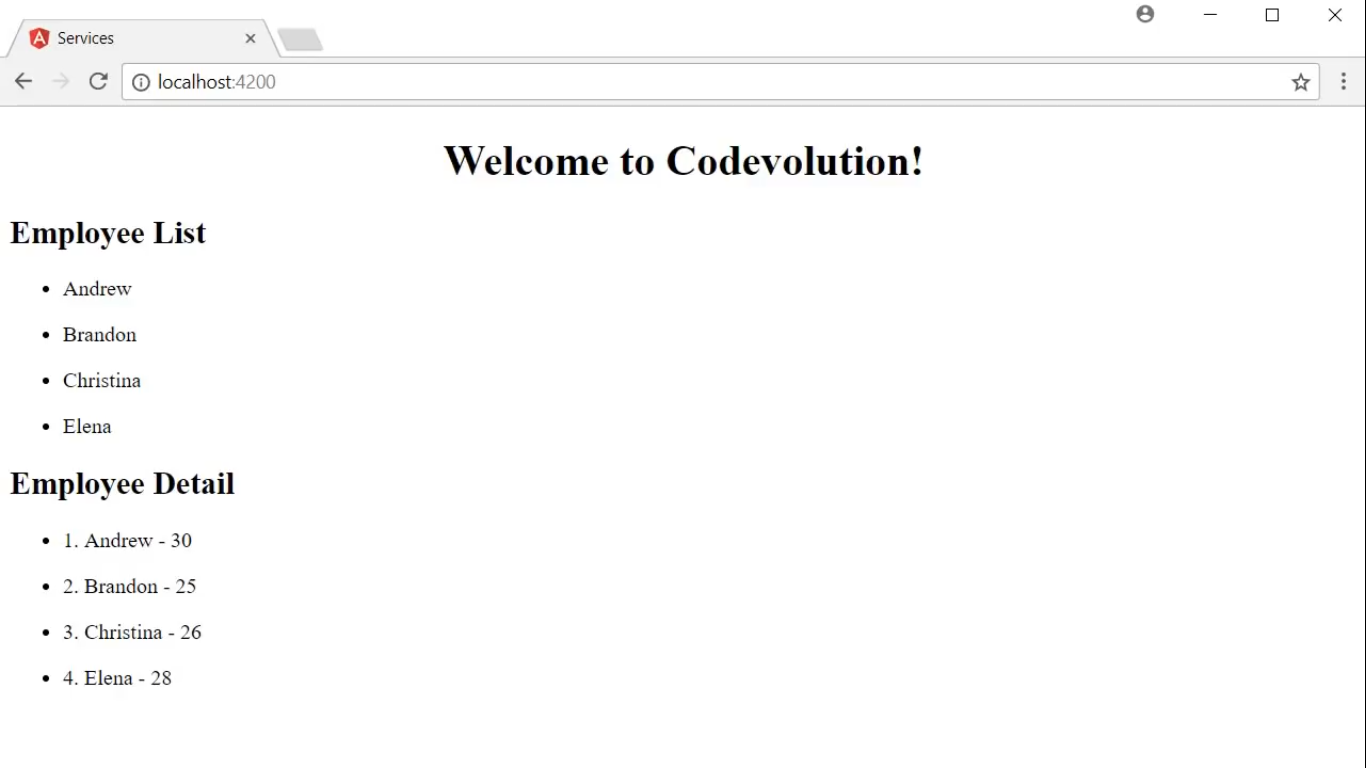 Services
localhost:4200
Welcome to Codevolution!
Employee List
• Andrew
• Brandon
• Christina
• Elena
Employee Detail
• 1. Andrew - 30
• 2. Brandon - 25
• 3. Christina - 26
• 4. Elena - 28